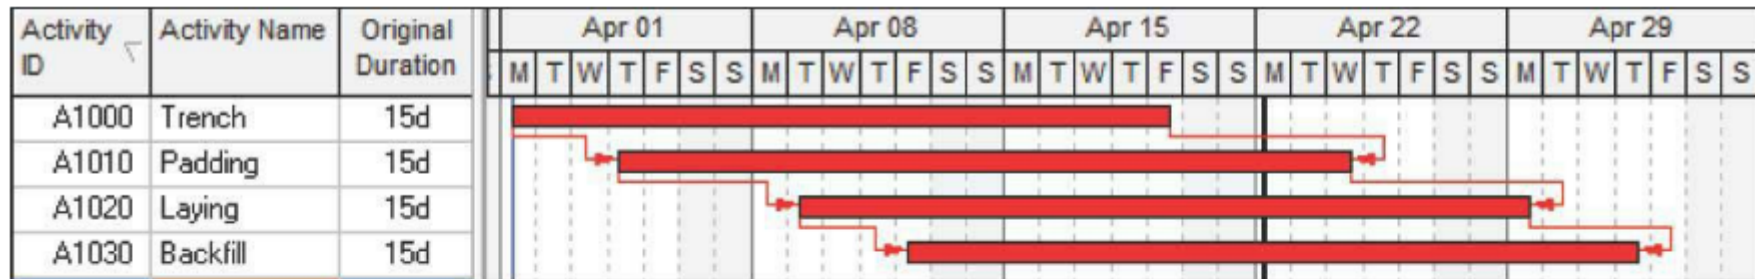 Activity ID Activity Name Original Duration Apr 01 Apr 08 Apr 15 Apr 22 Apr 29
M T W T F S S M T W T F S S M T W T F S S M T W T F S S M T W T F S S
A1000 Trench 15d
A1010 Padding 15d
A1020 Laying 15d
A1030 Backfill 15d